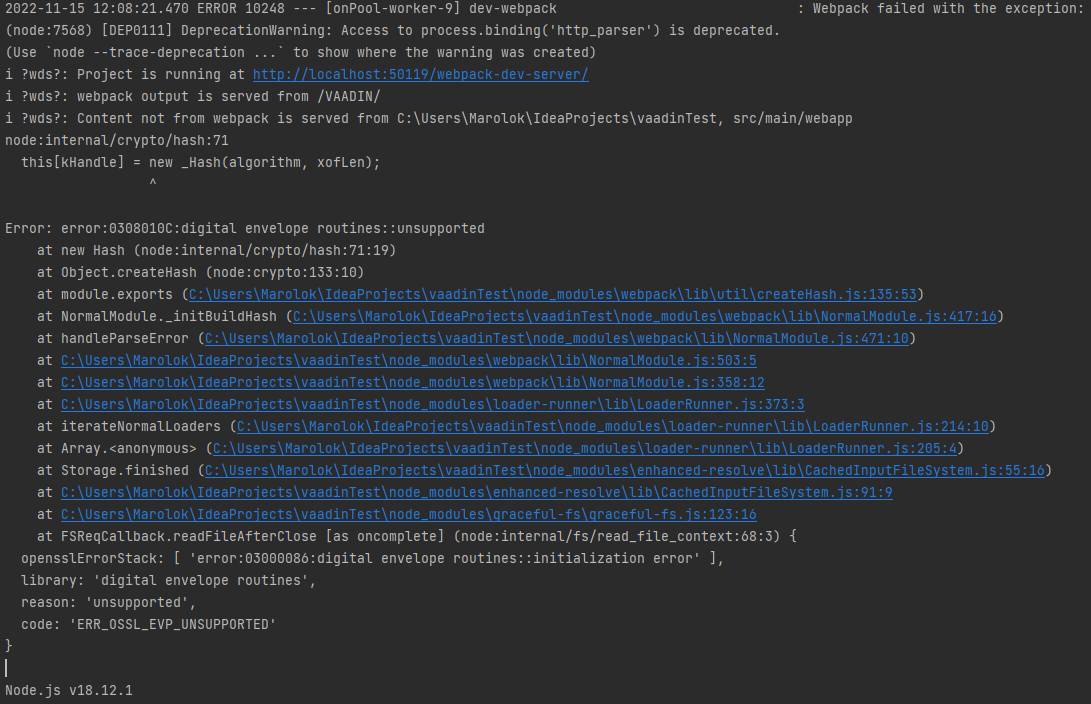 2022-11-15 12:08:21.470 ERROR 10248 --- [onPool-worker-9] dev-webpack                              : Webpack failed with the exception:
(node:7568) [DEP0111] DeprecationWarning: Access to process.binding('http_parser') is deprecated.
(Use `node --trace-deprecation ...` to show where the warning was created)
i ?wds?: Project is running at http://localhost:50119/webpack-dev-server/
i ?wds?: webpack output is served from /VAADIN/
i ?wds?: Content not from webpack is served from C:\Users\Marolok\IdeaProjects\vaadinTest, src/main/webapp
node:internal/crypto/hash:71
  this[kHandle] = new _Hash(algorithm, xofLen);
                  ^
Error: error:0308010C:digital envelope routines::unsupported
    at new Hash (node:internal/crypto/hash:71:19)
    at Object.createHash (node:crypto:133:10)
    at module.exports (C:\Users\Marolok\IdeaProjects\vaadinTest\node_modules\webpack\lib\util\createHash.js:135:53)
    at NormalModule._initBuildHash (C:\Users\Marolok\IdeaProjects\vaadinTest\node_modules\webpack\lib\NormalModule.js:417:16)
    at handleParseError (C:\Users\Marolok\IdeaProjects\vaadinTest\node_modules\webpack\lib\NormalModule.js:471:10)
    at C:\Users\Marolok\IdeaProjects\vaadinTest\node_modules\webpack\lib\NormalModule.js:503:5
    at C:\Users\Marolok\IdeaProjects\vaadinTest\node_modules\webpack\lib\NormalModule.js:358:12
    at C:\Users\Marolok\IdeaProjects\vaadinTest\node_modules\loader-runner\lib\LoaderRunner.js:373:3
    at iterateNormalLoaders (C:\Users\Marolok\IdeaProjects\vaadinTest\node_modules\loader-runner\lib\LoaderRunner.js:214:10)
    at Array.<anonymous> (C:\Users\Marolok\IdeaProjects\vaadinTest\node_modules\loader-runner\lib\LoaderRunner.js:205:4)
    at Storage.finished (C:\Users\Marolok\IdeaProjects\vaadinTest\node_modules\enhanced-resolve\lib\CachedInputFileSystem.js:55:16)
    at C:\Users\Marolok\IdeaProjects\vaadinTest\node_modules\enhanced-resolve\lib\CachedInputFileSystem.js:91:9
    at C:\Users\Marolok\IdeaProjects\vaadinTest\node_modules\graceful-fs\graceful-fs.js:123:16
    at FSReqCallback.readFileAfterClose [as oncomplete] (node:internal/fs/read_file_context:68:3) {
  opensslErrorStack: [ 'error:03000086:digital envelope routines::initialization error' ],
  library: 'digital envelope routines',
  reason: 'unsupported',
  code: 'ERR_OSSL_EVP_UNSUPPORTED'
}
Node.js v18.12.1